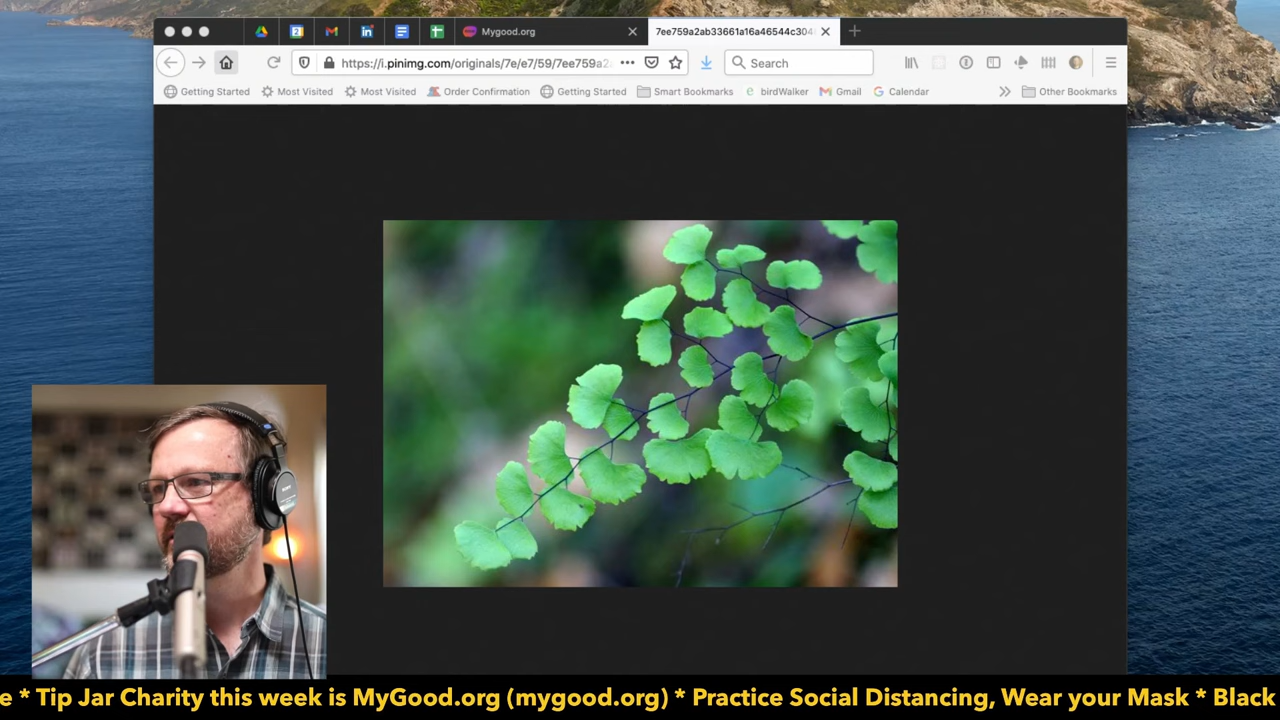 Mygood.org
7ee759a2ab33661a16a46544c304
https://i.pinimg.com/originals/7e/e7/59/7ee759a2
Search
Getting Started Most Visited Most Visited Order Confirmation Getting Started Smart Bookmarks birdWalker Gmail Calendar Other Bookmarks
e * Tip Jar Charity this week is MyGood.org (mygood.org) * Practice Social Distancing, Wear your Mask * Black